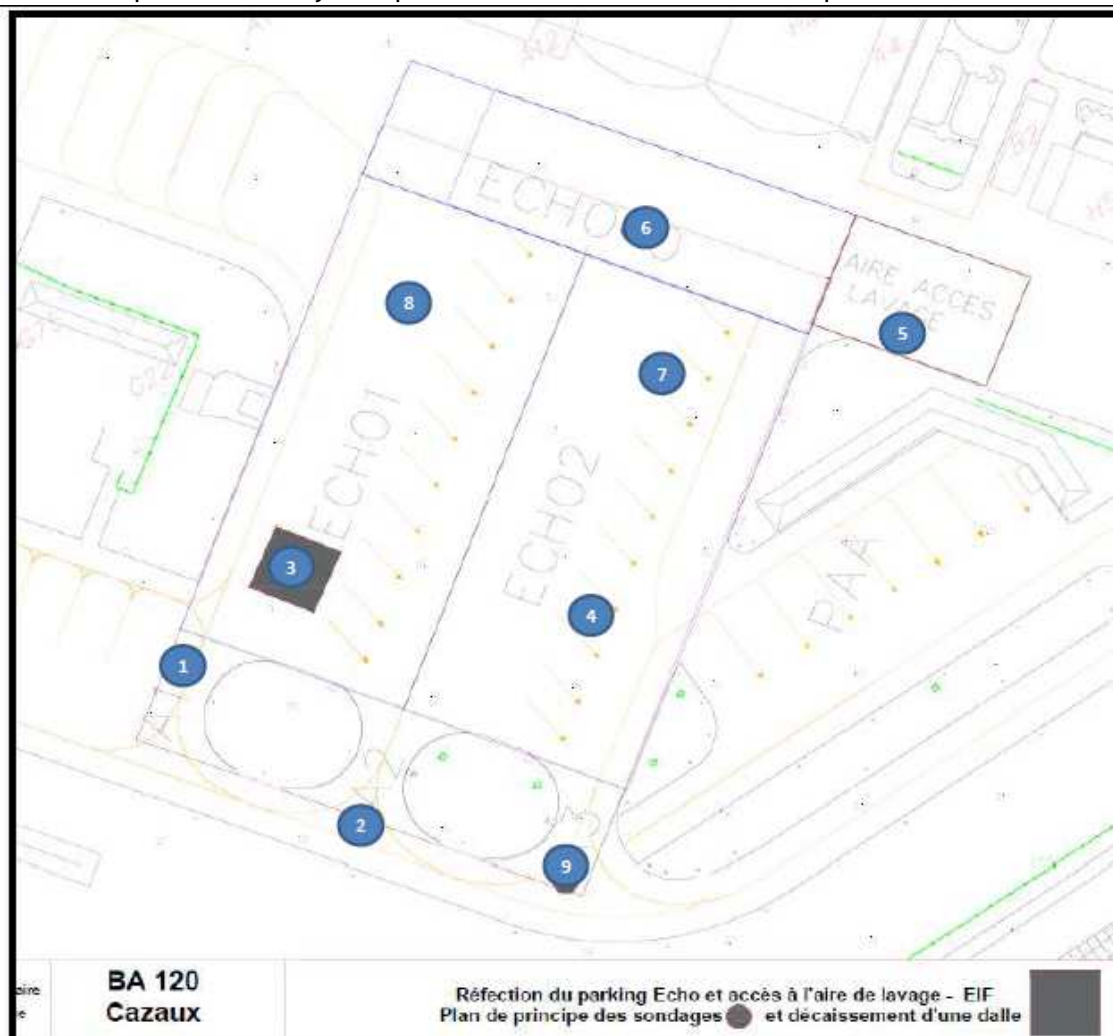 ECHO 3
AIRE ACCES
LAVAGE
ECHO1
ECHO2
PAA
6
8
5
7
3
4
1
2
9
BA 120
Cazaux
Réfection du parking Echo et accès à l'aire de lavage - EIF
Plan de principe des sondages et décaissement d'une dalle